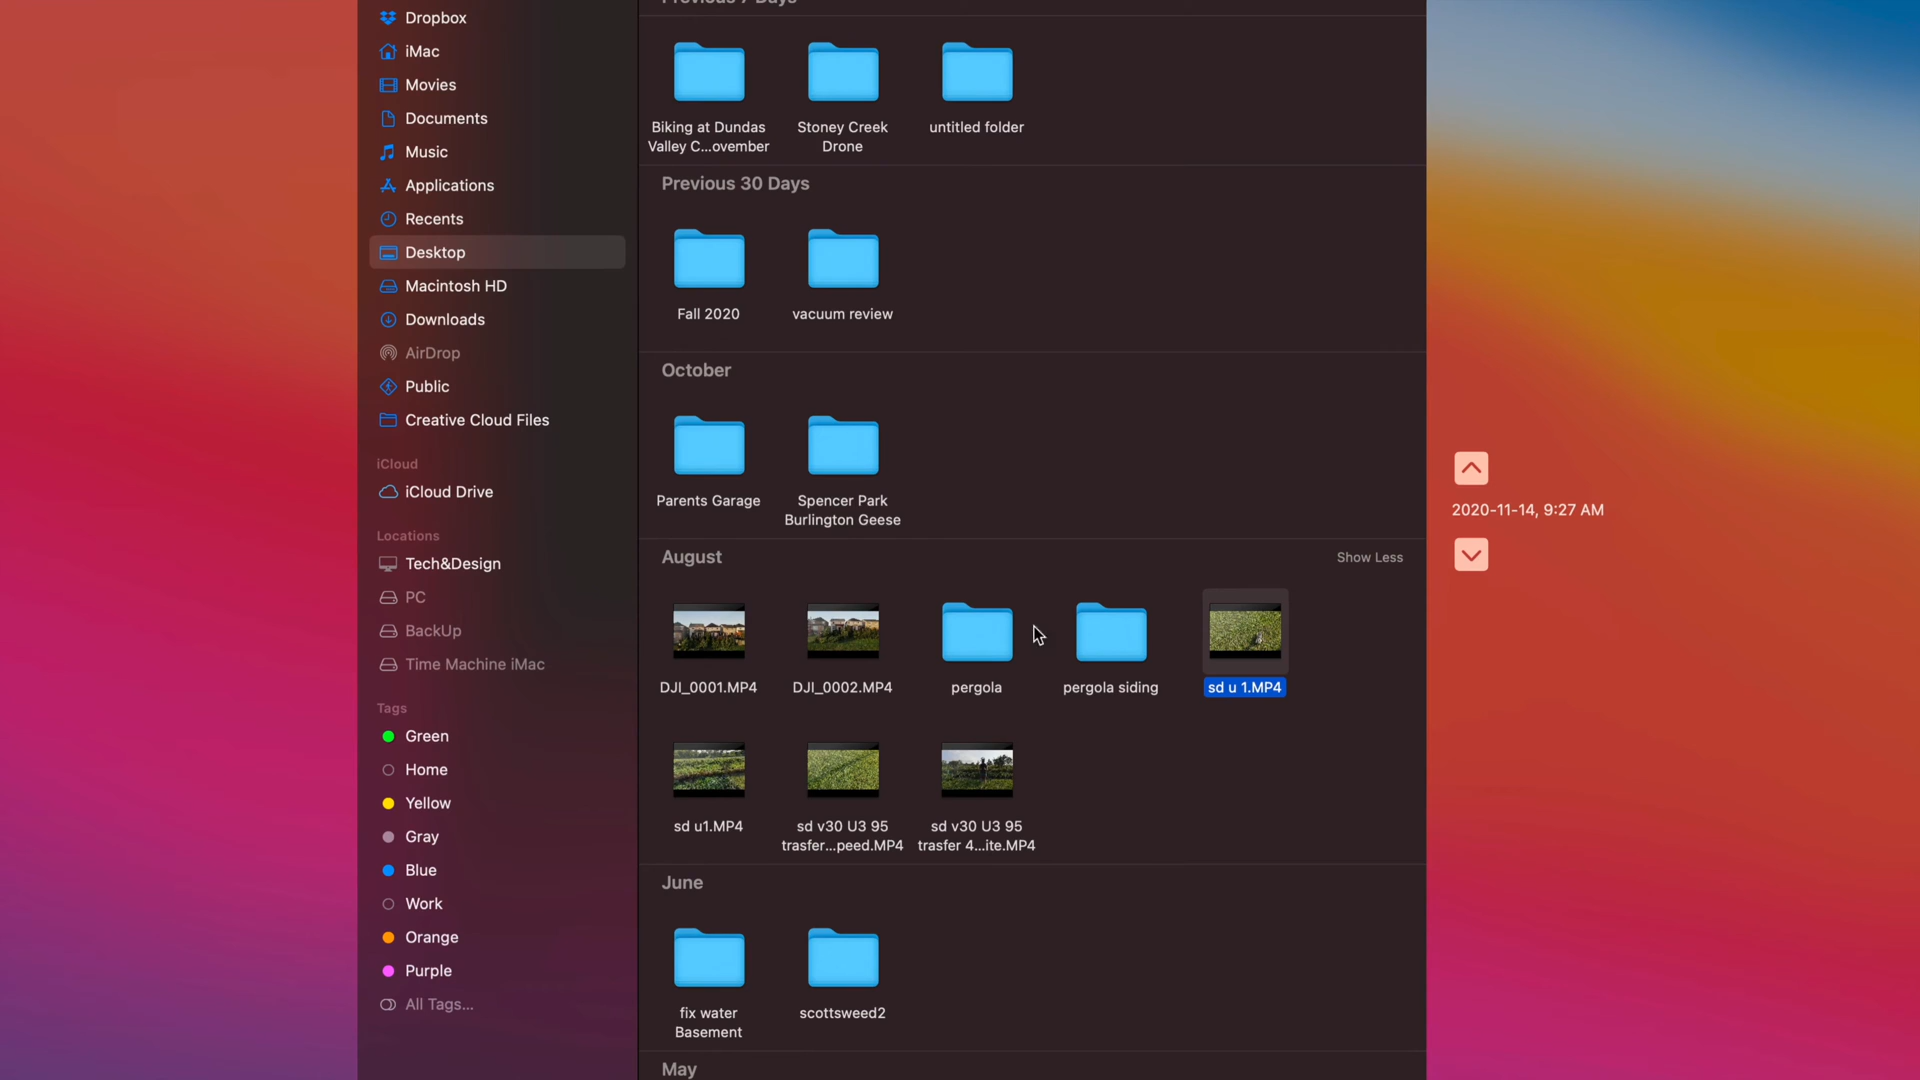 Dropbox
iMac
Movies
Documents
Music
Applications
Recents
Desktop
Macintosh HD
Downloads
AirDrop
Public
Creative Cloud Files
iCloud
iCloud Drive
Locations
Tech&Design
PC
BackUp
Time Machine iMac
Tags
Green
Home
Yellow
Gray
Blue
Work
Orange
Purple
All Tags...
Previous 7 Days
Biking at Dundas
Valley C...ovember
Stoney Creek
Drone
untitled folder
Previous 30 Days
Fall 2020
vacuum review
October
Parents Garage
Spencer Park
Burlington Geese
August
Show Less
DJI_0001.MP4
DJI_0002.MP4
pergola
pergola siding
sd u 1.MP4
sd u1.MP4
sd v30 U3 95
trasfer...peed.MP4
sd v30 U3 95
trasfer 4...ite.MP4
June
fix water
Basement
scottsweed2
May
2020-11-14, 9:27 AM